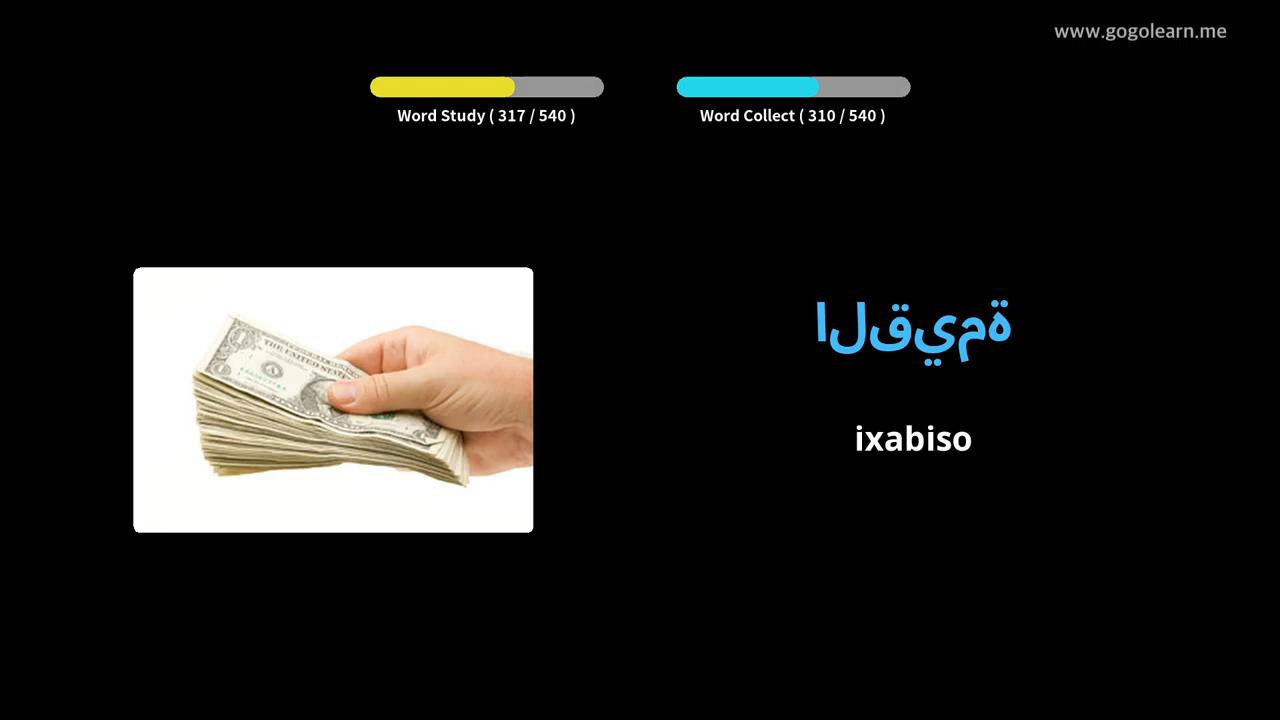 www.gogolearn.me
Word Study ( 317 / 540 )
Word Collect ( 310 / 540 )
القيمة
ixabiso